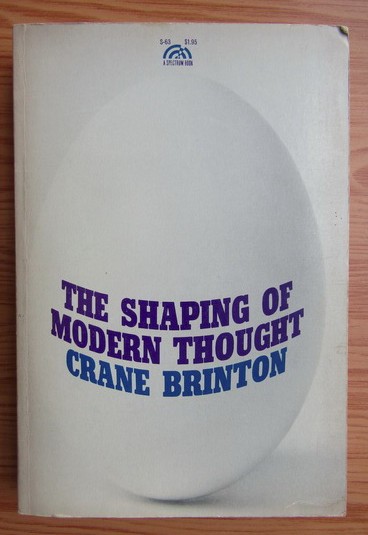 S-63 $1.95
A SPECTRUM BOOK
THE SHAPING OF
MODERN THOUGHT
CRANE BRINTON